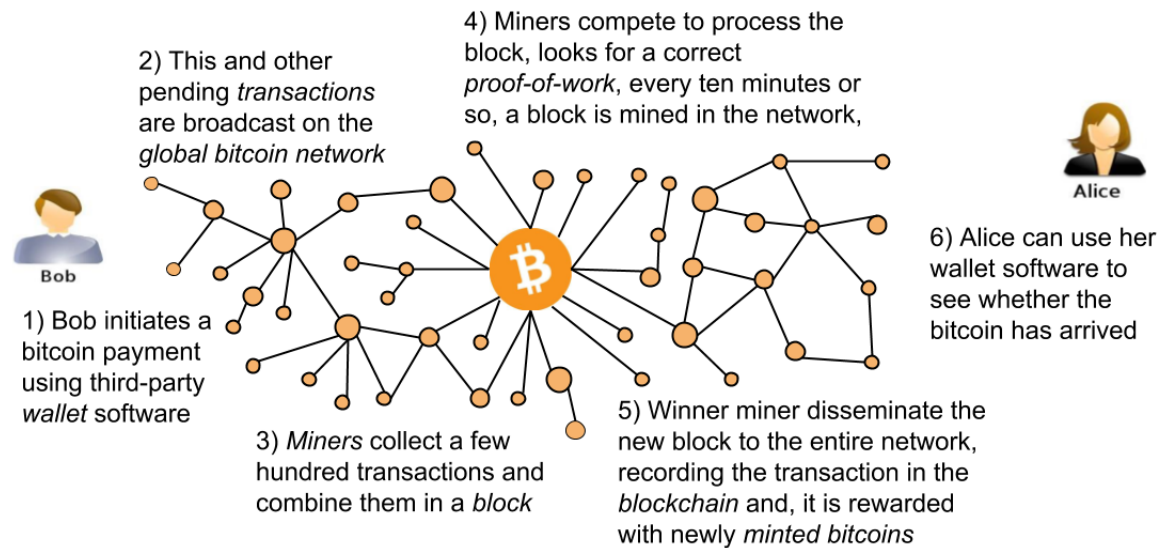 Bob
1) Bob initiates a
bitcoin payment
using third-party
wallet software
2) This and other
pending transactions
are broadcast on the
global bitcoin network
3) Miners collect a few
hundred transactions and
combine them in a block
4) Miners compete to process the
block, looks for a correct
proof-of-work, every ten minutes or
so, a block is mined in the network,
5) Winner miner disseminate the
new block to the entire network,
recording the transaction in the
blockchain and, it is rewarded
with newly minted bitcoins
Alice
6) Alice can use her
wallet software to
see whether the
bitcoin has arrived